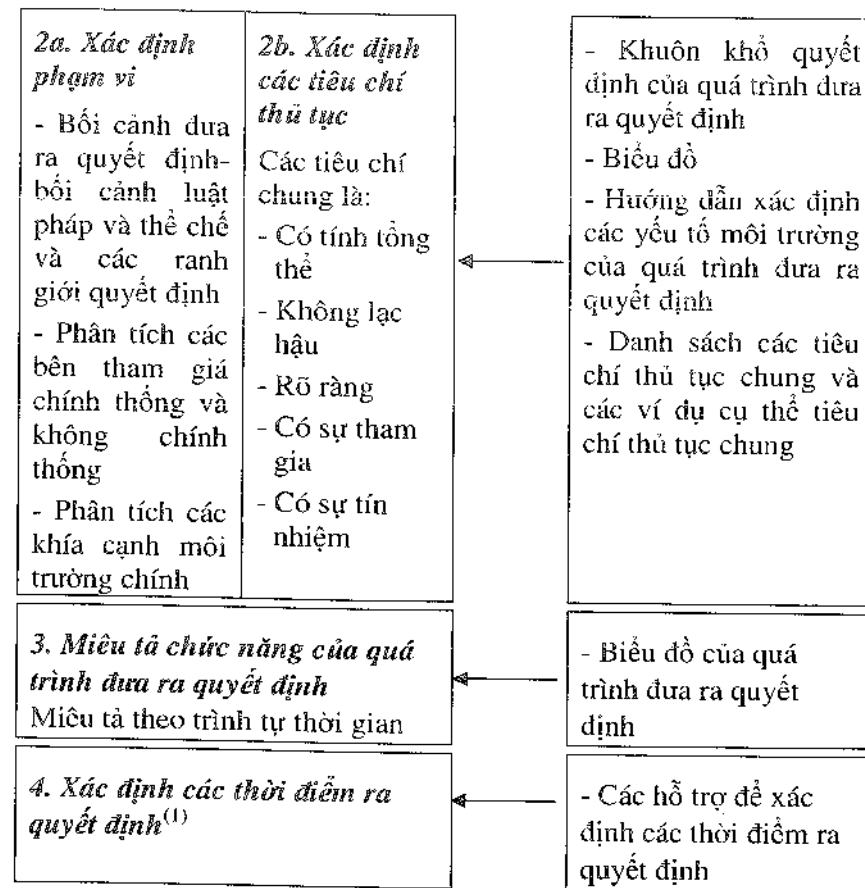 2a. Xác định
phạm vi
- Bối cảnh đưa
ra quyết định-
bối cảnh luật
pháp và thể chế
và các ranh
giới quyết định
- Phân tích các
bên tham giá
chính thống và
không chính
thống
- Phân tích các
khía cạnh môi
trường chính
2b. Xác định
các tiêu chí
thủ tục
Các tiêu chí
chung là:
- Có tính tổng
thể
- Không lạc
hậu
- Rõ ràng
- Có sự tham
gia
- Có sự tín
nhiệm
- Khuôn khổ quyết
định của quá trình đưa
ra quyết định
- Biểu đồ
- Hướng dẫn xác định
các yếu tố môi trường
của quá trình đưa ra
quyết định
- Danh sách các tiêu
chí thủ tục chung và
các ví dụ cụ thể tiêu
chí thủ tục chung
3. Miêu tả chức năng của quá
trình đưa ra quyết định
Miêu tả theo trình tự thời gian
- Biểu đồ của quá
trình đưa ra quyết
định
4. Xác định các thời điểm ra
quyết định(1)
- Các hỗ trợ để xác
định các thời điểm ra
quyết định